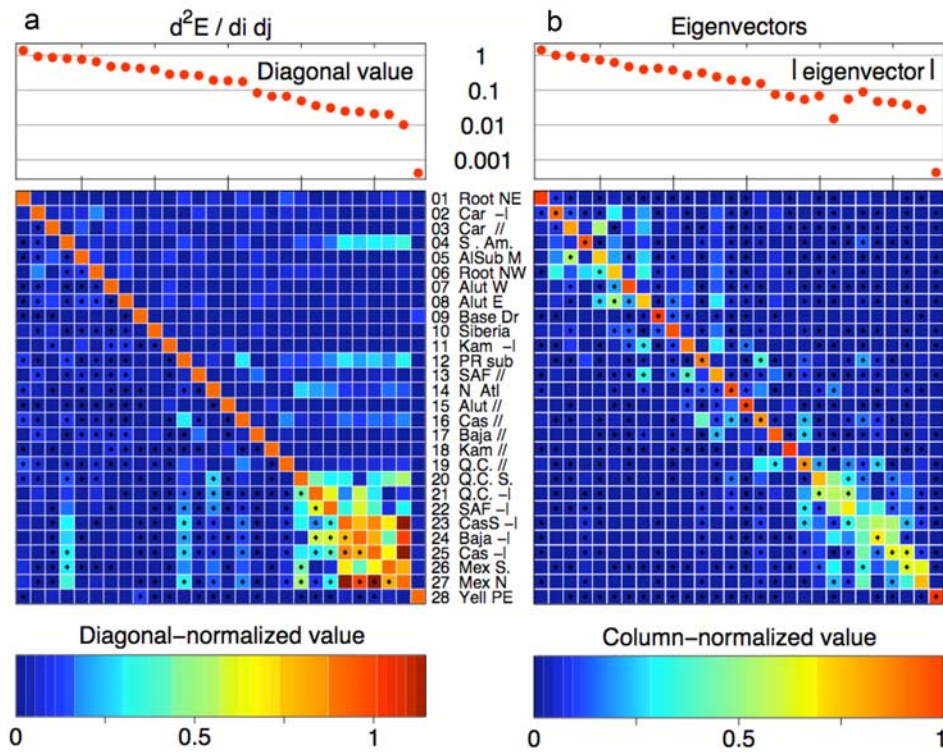 a
d²E / di dj
b
Eigenvectors
Diagonal value
| eigenvector |
1
0.1
0.01
0.001
01 Root NE
02 Car -l
03 Car //
04 S . Am.
05 AlSub M
06 Root NW
07 Alut W
08 Alut E
09 Base Dr
10 Siberia
11 Kam -l
12 PR sub
13 SAF //
14 N Atl
15 Alut //
16 Cas //
17 Baja //
18 Kam //
19 Q.C. //
20 Q.C. S.
21 Q.C. -l
22 SAF -l
23 CasS -l
24 Baja -l
25 Cas -l
26 Mex S.
27 Mex N
28 Yell PE
Diagonal-normalized value
0 0.5 1
Column-normalized value
0 0.5 1